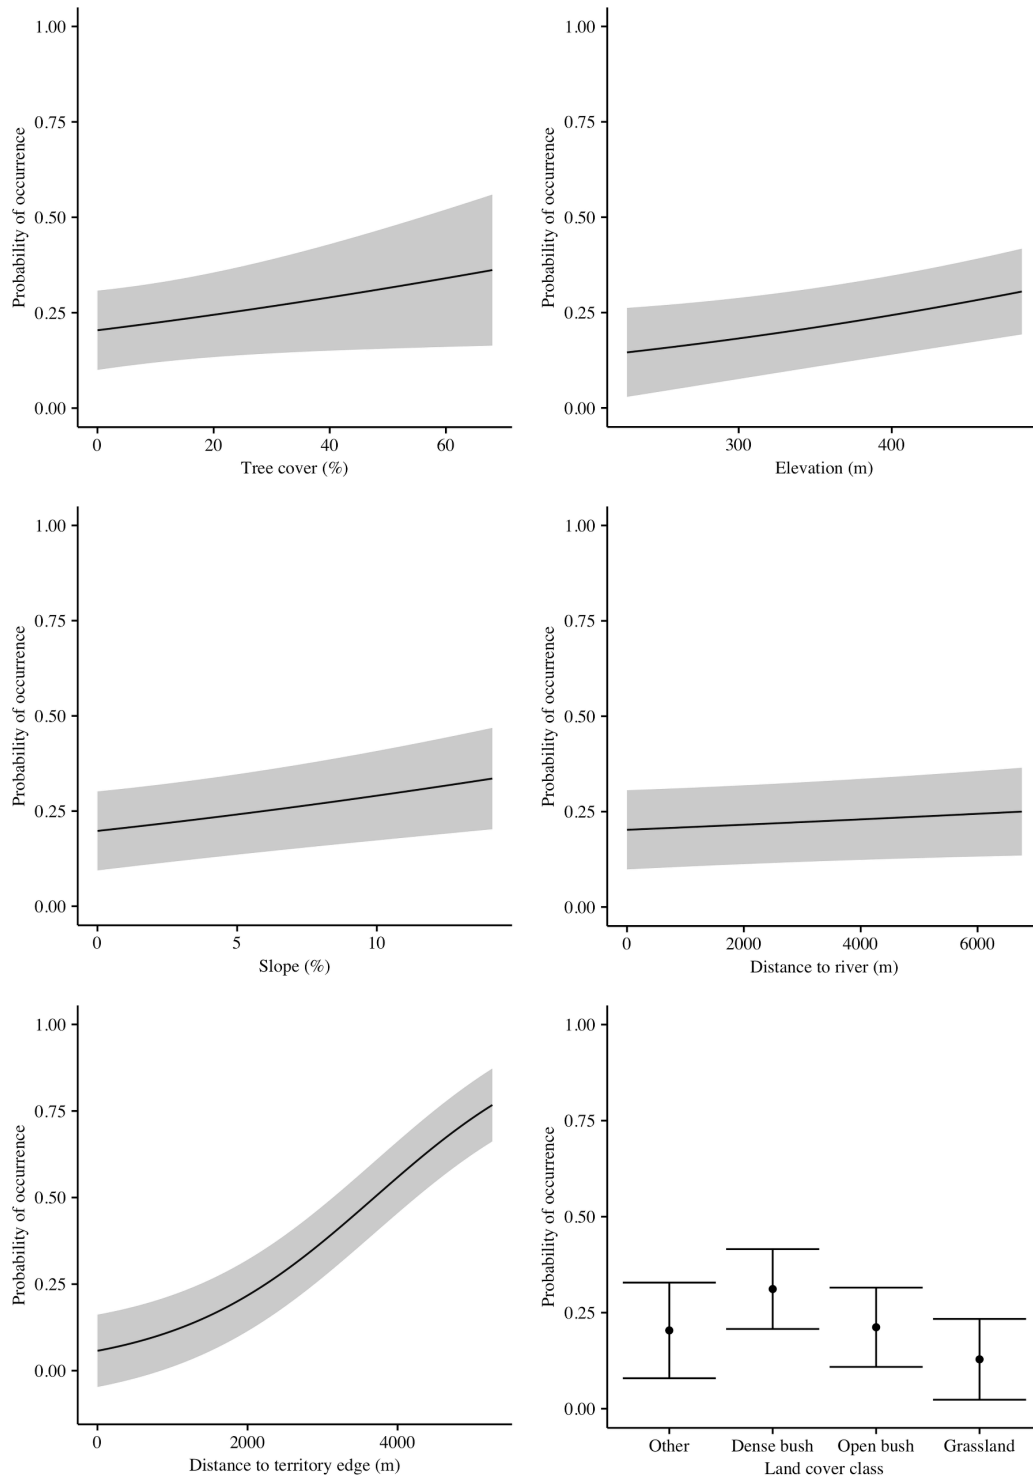 1.00
0.75
0.50
0.25
0.00
Probability of occurrence
0 20 40 60
Tree cover (%)
1.00
0.75
0.50
0.25
0.00
Probability of occurrence
300 400
Elevation (m)
1.00
0.75
0.50
0.25
0.00
Probability of occurrence
0 5 10
Slope (%)
1.00
0.75
0.50
0.25
0.00
Probability of occurrence
0 2000 4000 6000
Distance to river (m)
1.00
0.75
0.50
0.25
0.00
Probability of occurrence
0 2000 4000
Distance to territory edge (m)
1.00
0.75
0.50
0.25
0.00
Probability of occurrence
Other Dense bush Open bush Grassland
Land cover class